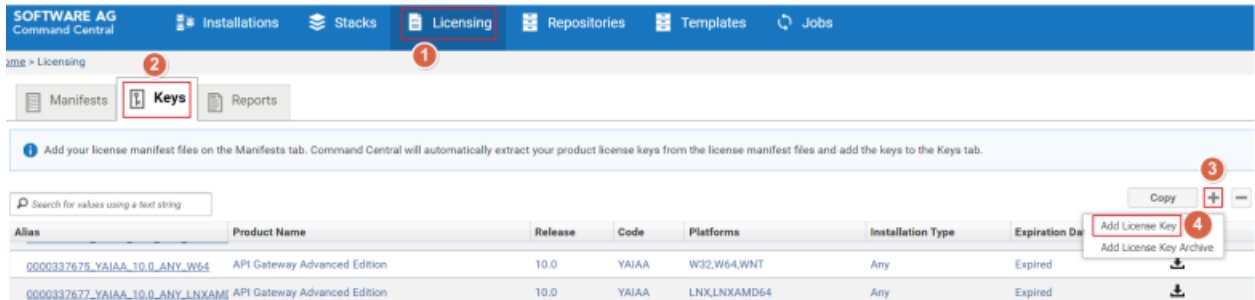 SOFTWARE AG
Command Central
Installations
Stacks
Licensing
Repositories
Templates
Jobs
1
ome > Licensing
2
Manifests
Keys
Reports
Add your license manifest files on the Manifests tab. Command Central will automatically extract your product license keys from the license manifest files and add the keys to the Keys tab.
3
Search for values using a text string
Copy
Add License Key
4
Add License Key Archive
Alias Product Name Release Code Platforms Installation Type Expiration Da
0000337675_YAIAA_10.0_ANY_W64 API Gateway Advanced Edition 10.0 YAIAA W32,W64,WNT Any Expired
0000337677_YAIAA_10.0_ANY_LNXAM API Gateway Advanced Edition 10.0 YAIAA LNX,LNXAMD64 Any Expired